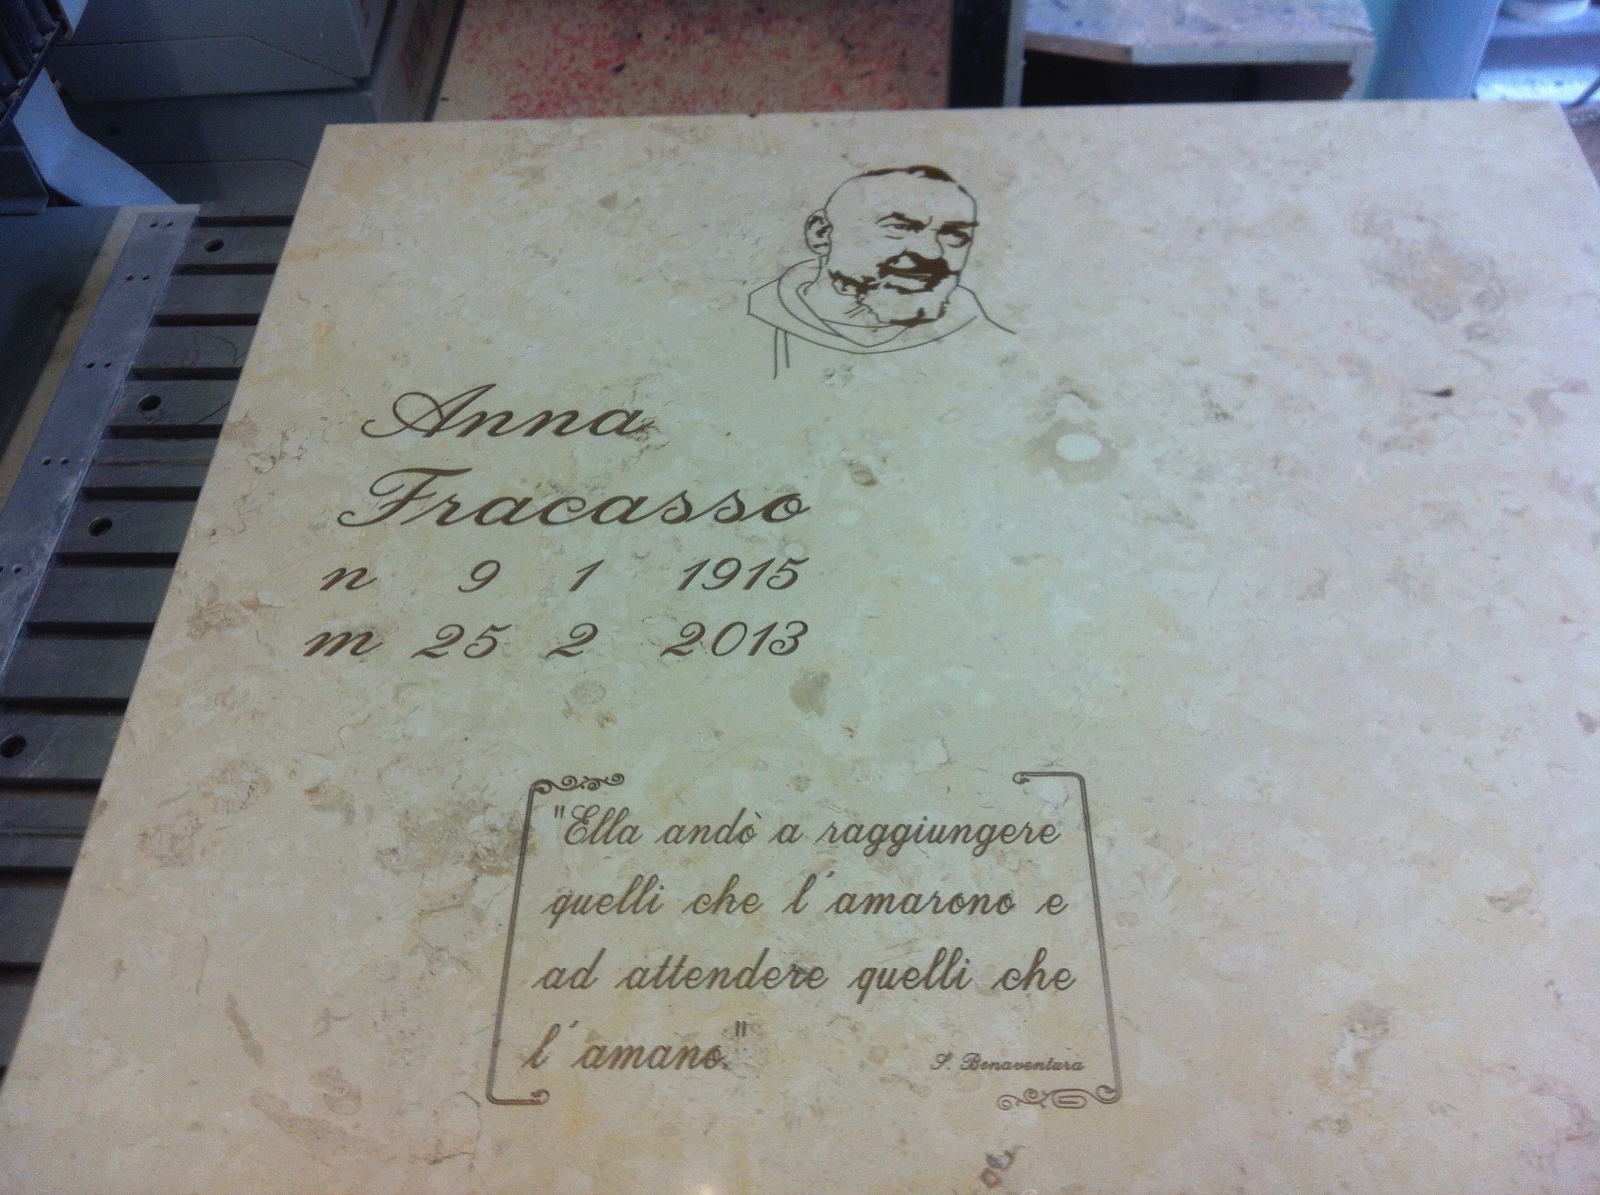 Anna
Fracasso
n 9 1 1915
m 25 2 2013
"Ella andò a raggiungere
quelli che l'amarono e
ad attendere quelli che
l'amano."
S. Benaventura